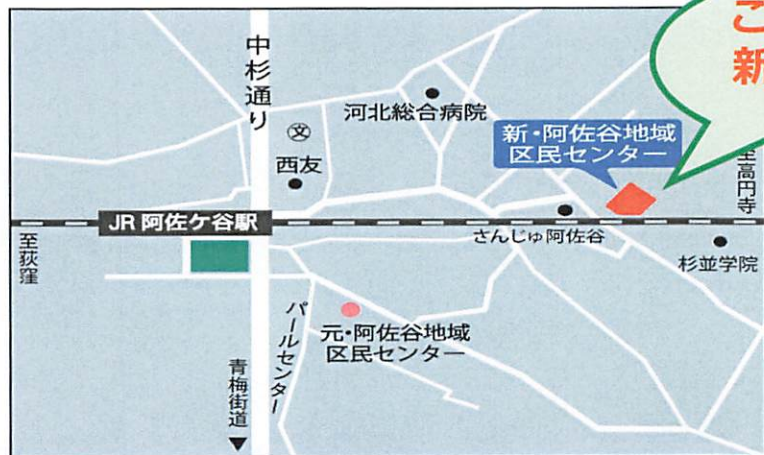 こ
新
中杉通り
河北総合病院
文
西友
新・阿佐谷地域
区民センター
至高円寺
JR 阿佐ケ谷駅
さんじゅ阿佐谷
至荻窪
杉並学院
元・阿佐谷地域
区民センター
パールセンター
青梅街道